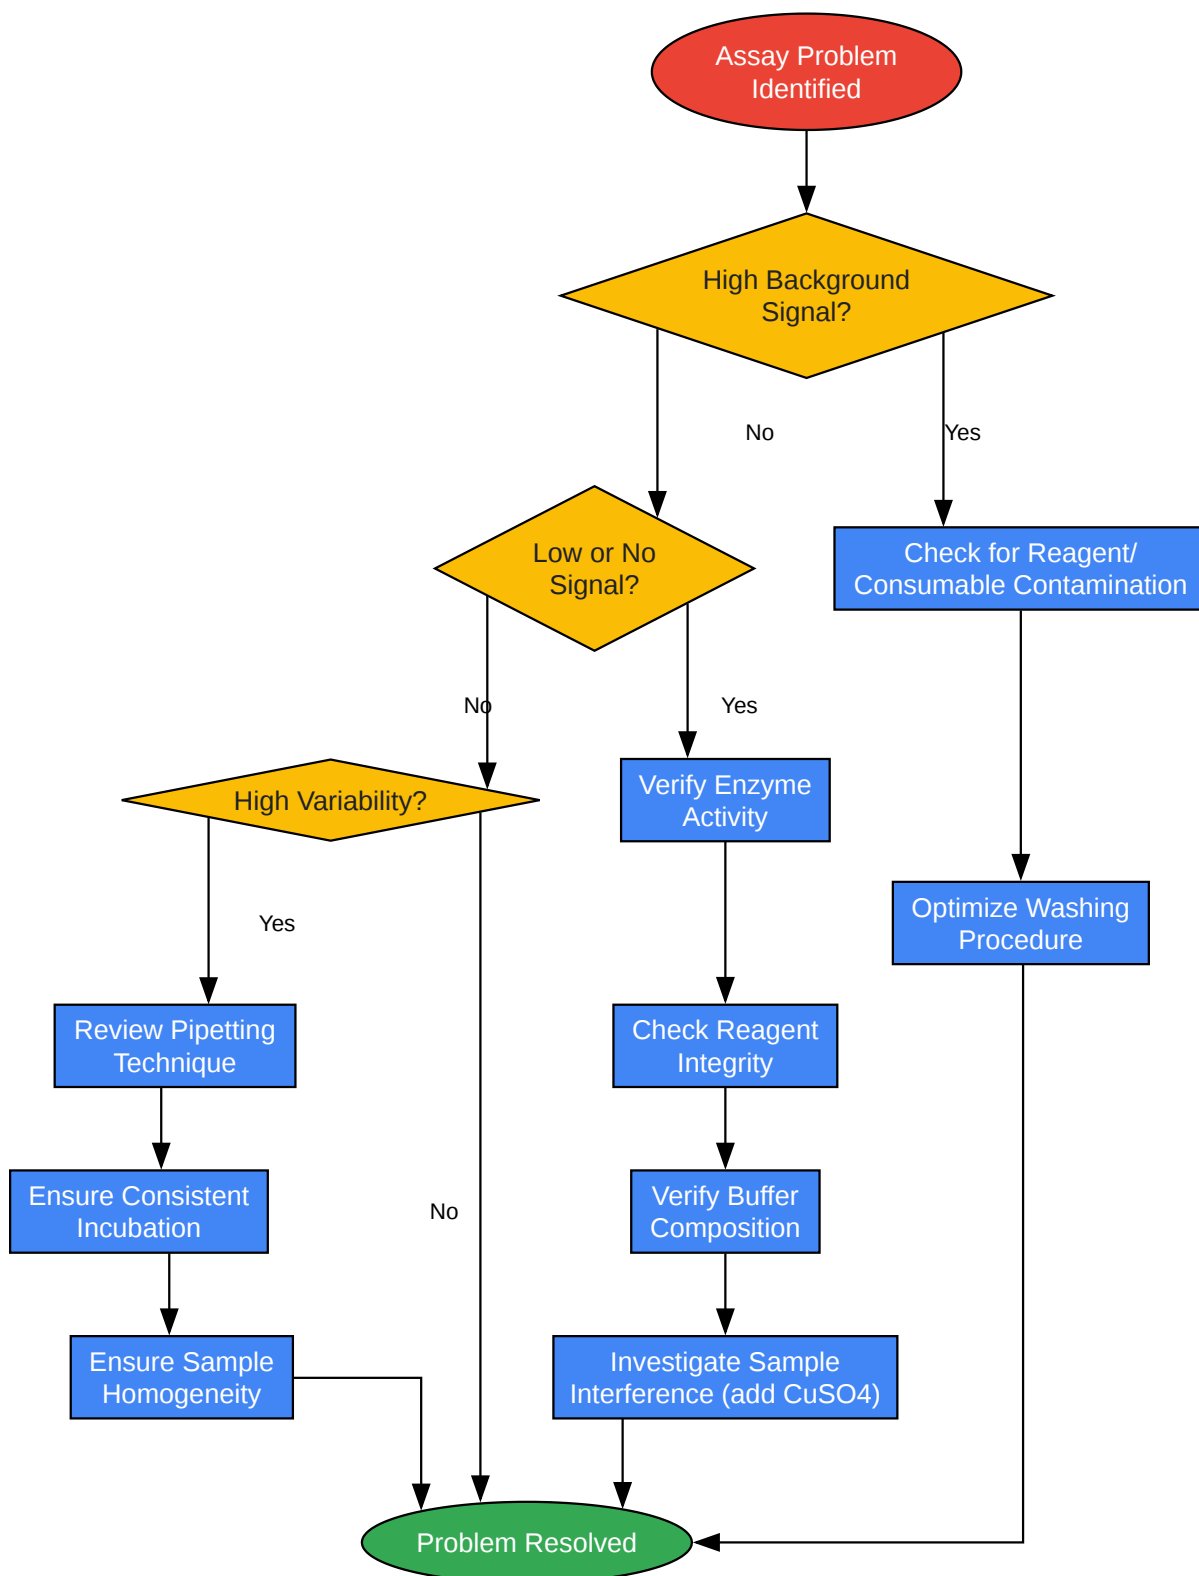 Assay Problem
Identified
High Background
Signal?
No
Yes
Low or No
Signal?
Check for Reagent/
Consumable Contamination
No
Yes
High Variability?
Verify Enzyme
Activity
Yes
Optimize Washing
Procedure
Review Pipetting
Technique
Check Reagent
Integrity
Ensure Consistent
Incubation
No
Verify Buffer
Composition
Ensure Sample
Homogeneity
Investigate Sample
Interference (add CuSO4)
Problem Resolved